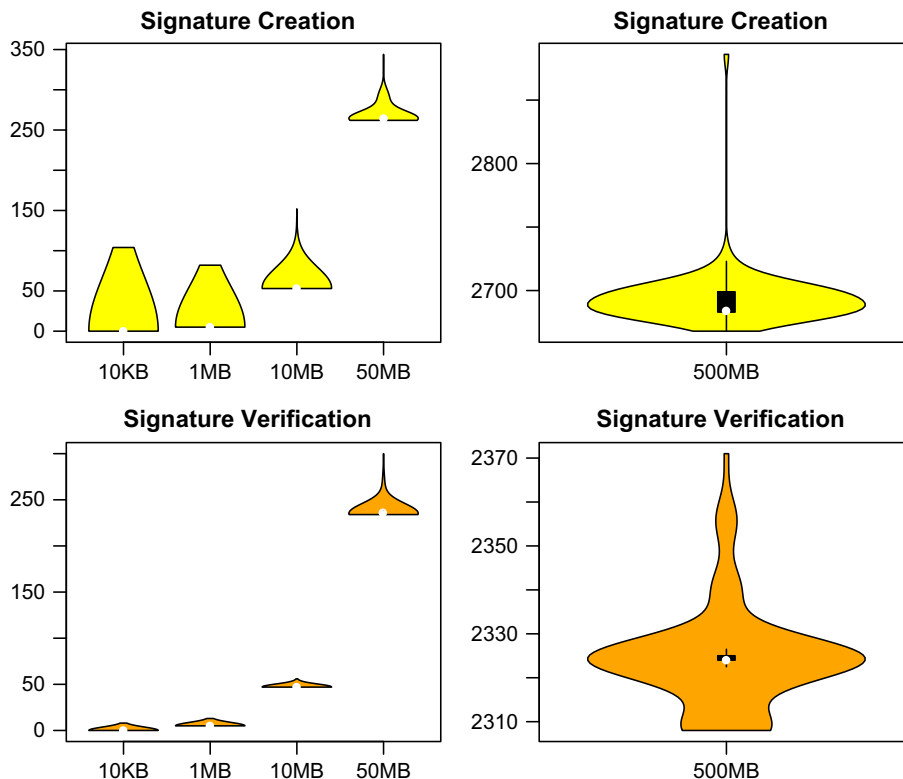 Signature Creation
350
250
150
50
0
10KB 1MB 10MB 50MB
Signature Creation
2800
2700
500MB
Signature Verification
250
150
50
0
10KB 1MB 10MB 50MB
Signature Verification
2370
2350
2330
2310
500MB